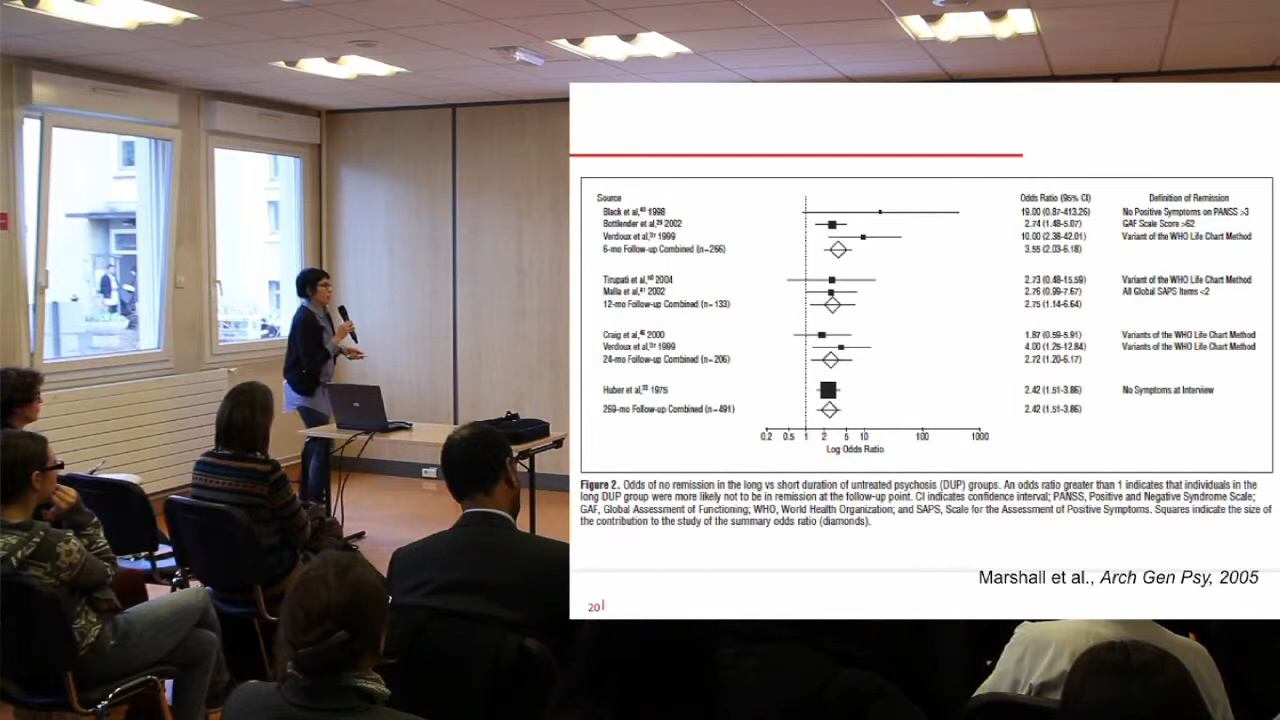 Source Odds Ratio (95% CI) Definition of Remission
Black et al,⁴⁰ 1998 19.00 (0.87-413.26) No Positive Symptoms on PANSS >3
Bottlender et al,²⁹ 2002 2.74 (1.48-5.07) GAF Scale Score >62
Verdoux et al,⁵⁷ 1999 10.00 (2.38-42.01) Variant of the WHO Life Chart Method
6-mo Follow-up Combined (n=266) 3.55 (2.03-6.18)
Tirupati et al,⁵⁰ 2004 2.73 (0.48-15.59) Variant of the WHO Life Chart Method
Malla et al,⁴¹ 2002 2.76 (0.99-7.67) All Global SAPS Items <2
12-mo Follow-up Combined (n=133) 2.75 (1.14-6.64)
Craig et al, 2000 1.87 (0.59-5.91) Variants of the WHO Life Chart Method
Verdoux et al,⁵⁷ 1999 4.00 (1.25-12.84) Variants of the WHO Life Chart Method
24-mo Follow-up Combined (n=206) 2.72 (1.20-6.17)
Huber et al, 1975 2.42 (1.51-3.86) No Symptoms at Interview
269-mo Follow-up Combined (n=491) 2.42 (1.51-3.86)
0.2 0.5 1 2 5 10 100 1000
Log Odds Ratio
Figure 2. Odds of no remission in the long vs short duration of untreated psychosis (DUP) groups. An odds ratio greater than 1 indicates that individuals in the
long DUP group were more likely not to be in remission at the follow-up point. CI indicates confidence interval; PANSS, Positive and Negative Syndrome Scale;
GAF, Global Assessment of Functioning; WHO, World Health Organization; and SAPS, Scale for the Assessment of Positive Symptoms. Squares indicate the size of
the contribution to the study of the summary odds ratio (diamonds).
Marshall et al., Arch Gen Psy, 2005
20